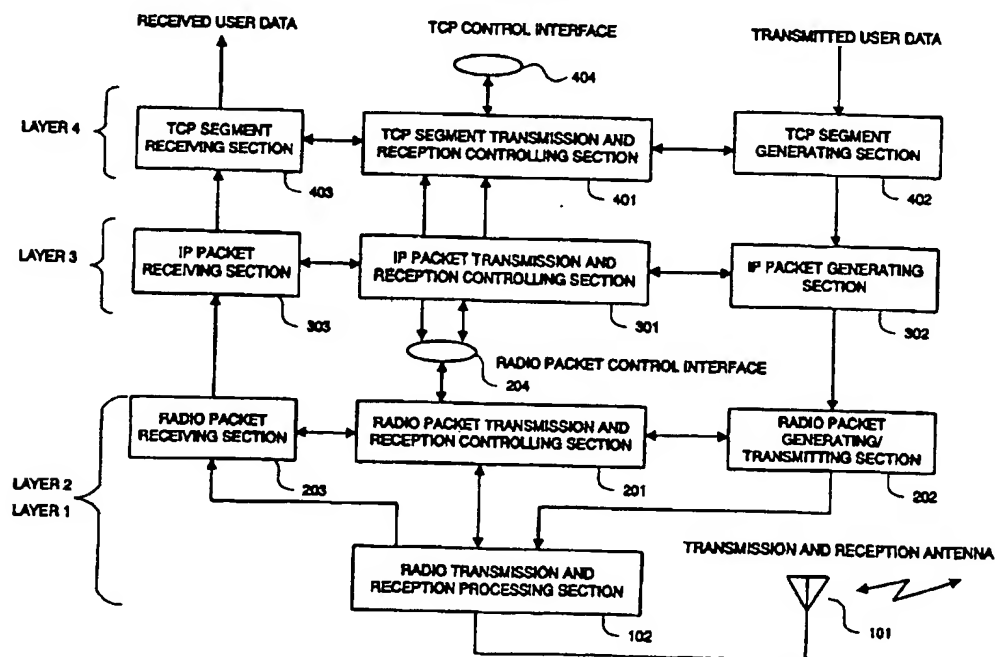 RECEIVED USER DATA
TCP CONTROL INTERFACE
TRANSMITTED USER DATA
404
LAYER 4
TCP SEGMENT
RECEIVING SECTION
403
TCP SEGMENT TRANSMISSION AND
RECEPTION CONTROLLING SECTION
401
TCP SEGMENT
GENERATING SECTION
402
LAYER 3
IP PACKET
RECEIVING SECTION
303
IP PACKET TRANSMISSION AND
RECEPTION CONTROLLING SECTION
301
IP PACKET GENERATING
SECTION
302
RADIO PACKET CONTROL INTERFACE
204
RADIO PACKET
RECEIVING SECTION
203
RADIO PACKET TRANSMISSION AND
RECEPTION CONTROLLING SECTION
201
RADIO PACKET
GENERATING/
TRANSMITTING SECTION
202
LAYER 2
LAYER 1
RADIO TRANSMISSION AND
RECEPTION PROCESSING SECTION
102
TRANSMISSION AND RECEPTION ANTENNA
101